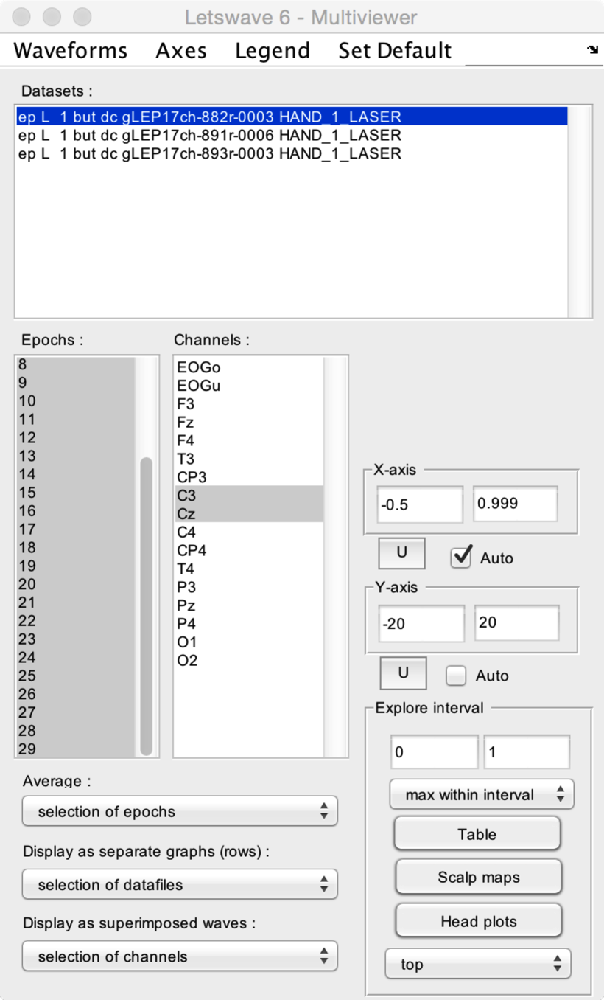 Letswave 6 - Multiviewer
Waveforms Axes Legend Set Default
Datasets :
ep L  1 but dc gLEP17ch-882r-0003 HAND_1_LASER
ep L  1 but dc gLEP17ch-891r-0006 HAND_1_LASER
ep L  1 but dc gLEP17ch-893r-0003 HAND_1_LASER
Epochs :
8
9
10
11
12
13
14
15
16
17
18
19
20
21
22
23
24
25
26
27
28
29
Channels :
EOGo
EOGu
F3
Fz
F4
T3
CP3
C3
Cz
C4
CP4
T4
P3
Pz
P4
O1
O2
X-axis
-0.5 0.999
U Auto
Y-axis
-20 20
U Auto
Explore interval
0 1
max within interval
Table
Scalp maps
Head plots
top
Average :
selection of epochs
Display as separate graphs (rows) :
selection of datafiles
Display as superimposed waves :
selection of channels